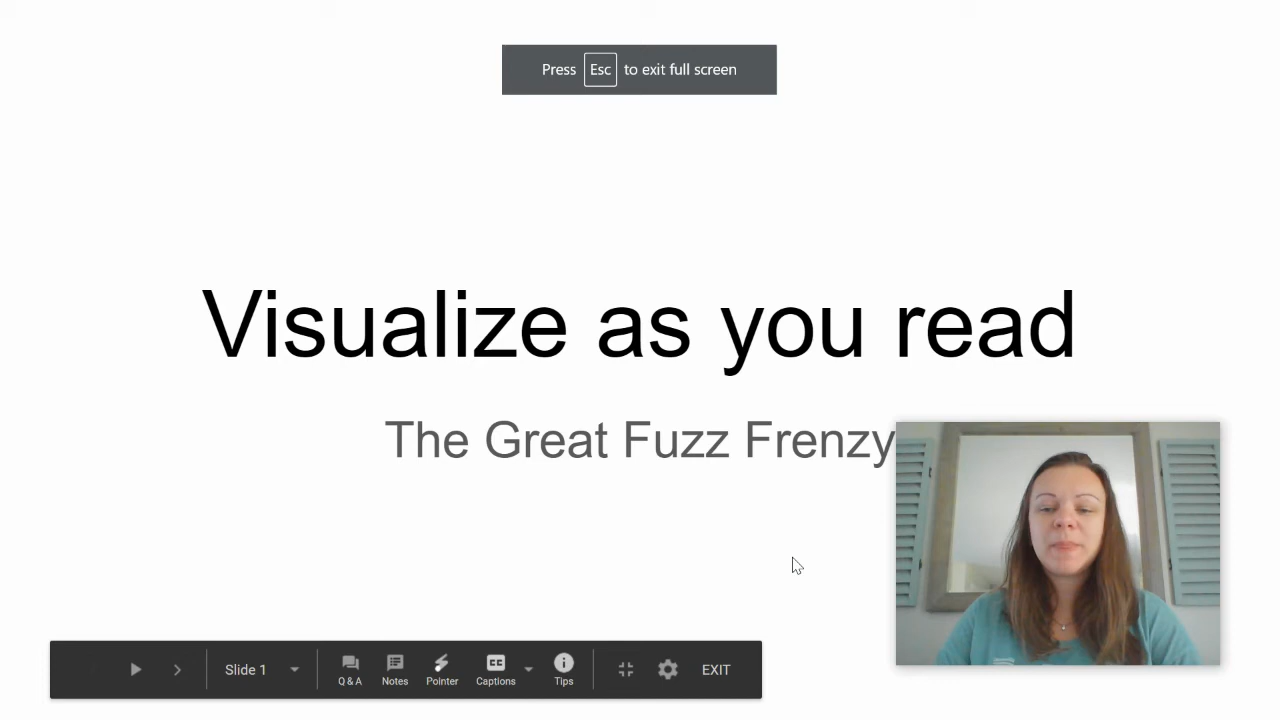 Press Esc to exit full screen
Visualize as you read
The Great Fuzz Frenzy
Slide 1
Q & A
Notes
Pointer
Captions
Tips
EXIT